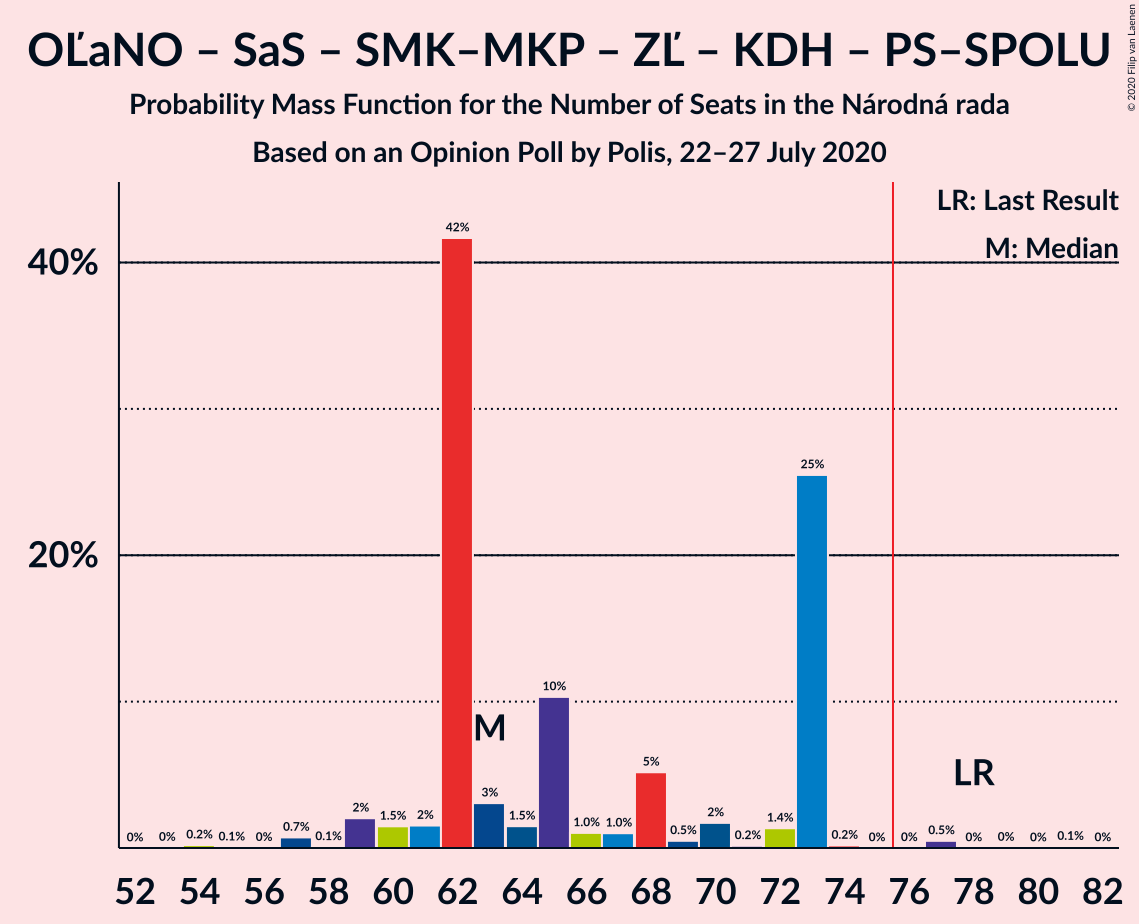 OĽaNO – SaS – SMK–MKP – ZĽ – KDH – PS–SPOLU
Probability Mass Function for the Number of Seats in the Národná rada
Based on an Opinion Poll by Polis, 22–27 July 2020
© 2020 Filip van Laenen
LR: Last Result
M: Median
40%
20%
0% 0% 0.2% 0.1% 0% 0.7% 0.1% 2% 1.5% 2% 42% 3% 1.5% 10% 1.0% 1.0% 5% 0.5% 2% 0.2% 1.4% 25% 0.2% 0% 0% 0.5% 0% 0% 0% 0.1% 0%
M
LR
52 54 56 58 60 62 64 66 68 70 72 74 76 78 80 82